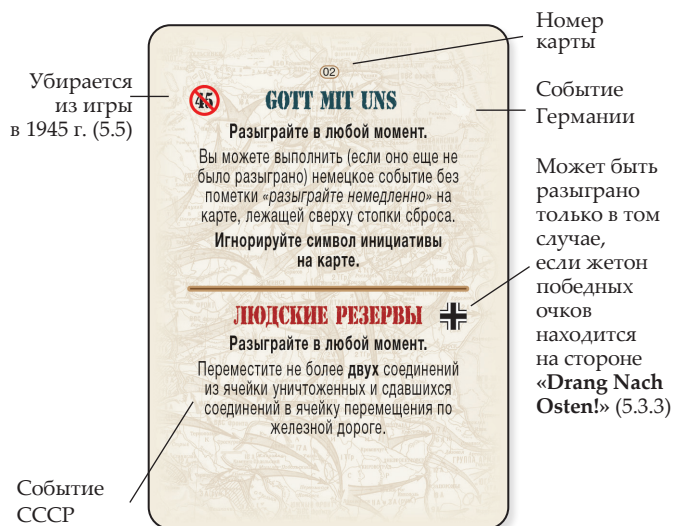 Номер
карты
Убирается
из игры
в 1945 г. (5.5)
02
45
GOTT MIT UNS
Событие
Германии
Разыграйте в любой момент.
Вы можете выполнить (если оно еще не
было разыграно) немецкое событие без
пометки «разыграйте немедленно» на
карте, лежащей сверху стопки сброса.
Игнорируйте символ инициативы
на карте.
Может быть
разыграно
только в том
случае,
если жетон
победных
очков
находится
на стороне
«Drang Nach
Osten!» (5.3.3)
ЛЮДСКИЕ РЕЗЕРВЫ
Разыграйте в любой момент.
Переместите не более двух соединений
из ячейки уничтоженных и сдавшихся
соединений в ячейку перемещения по
железной дороге.
Событие
СССР